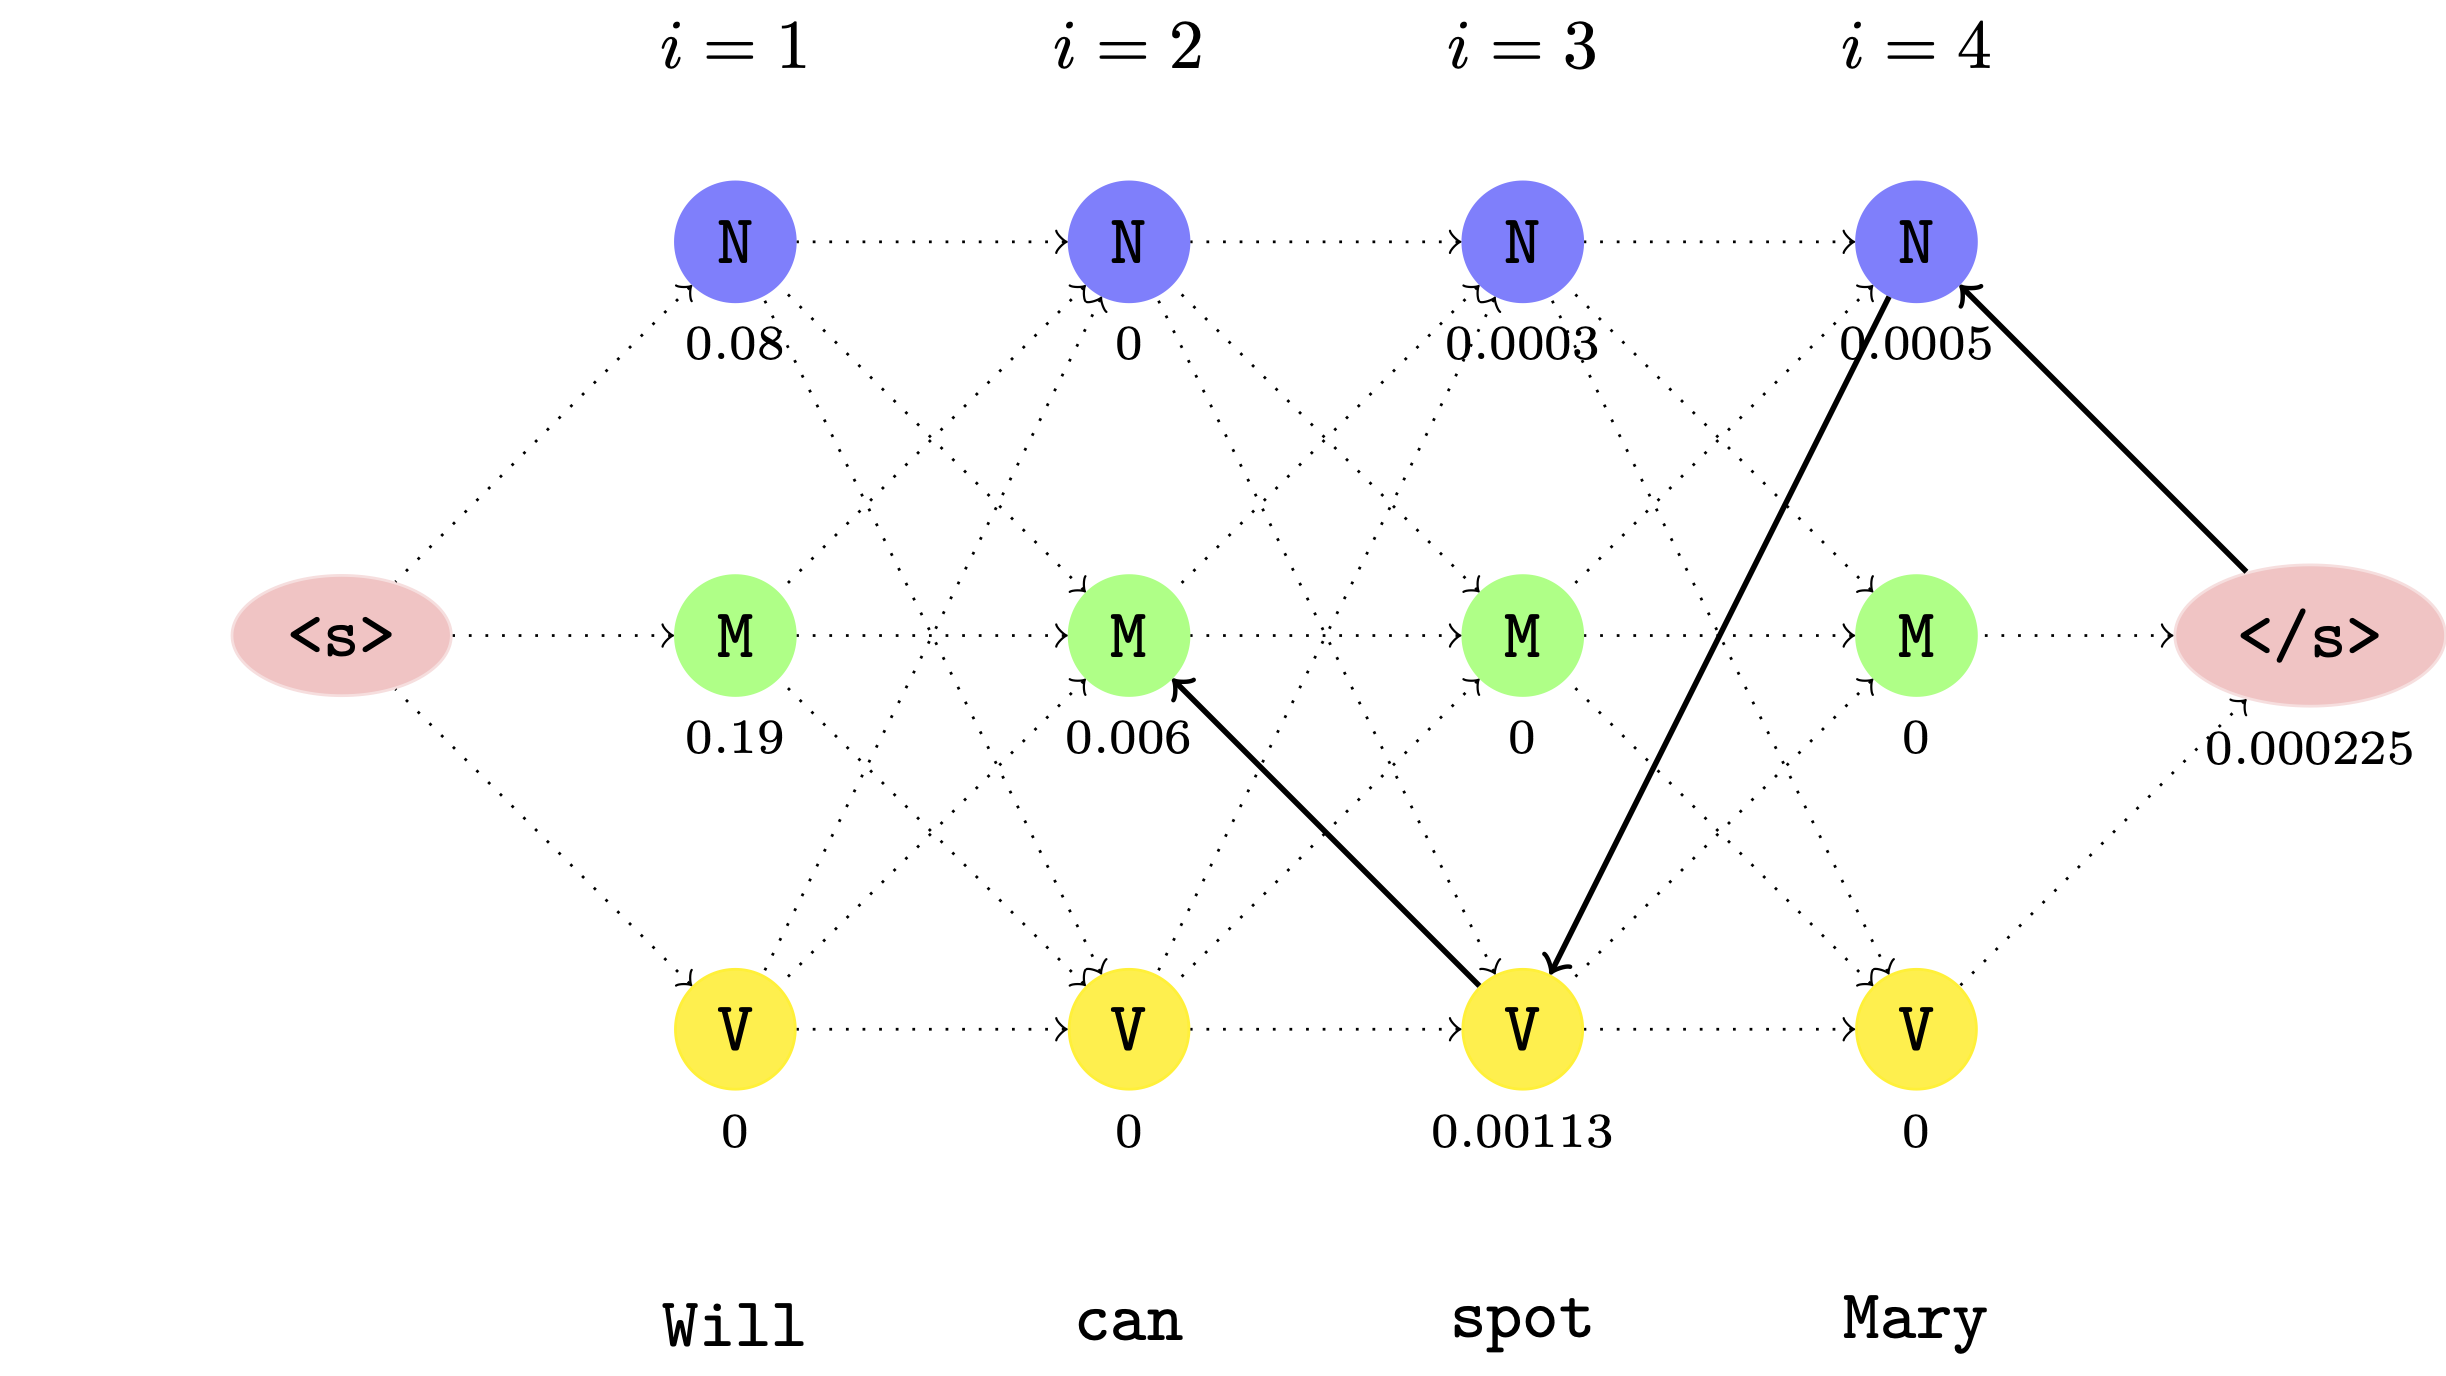 i = 1 i = 2 i = 3 i = 4
N N N N
0.08 0 0.0003 0.0005
<s> M M M M </s>
0.19 0.006 0 0 0.000225
V V V V
0 0 0.00113 0
Will can spot Mary